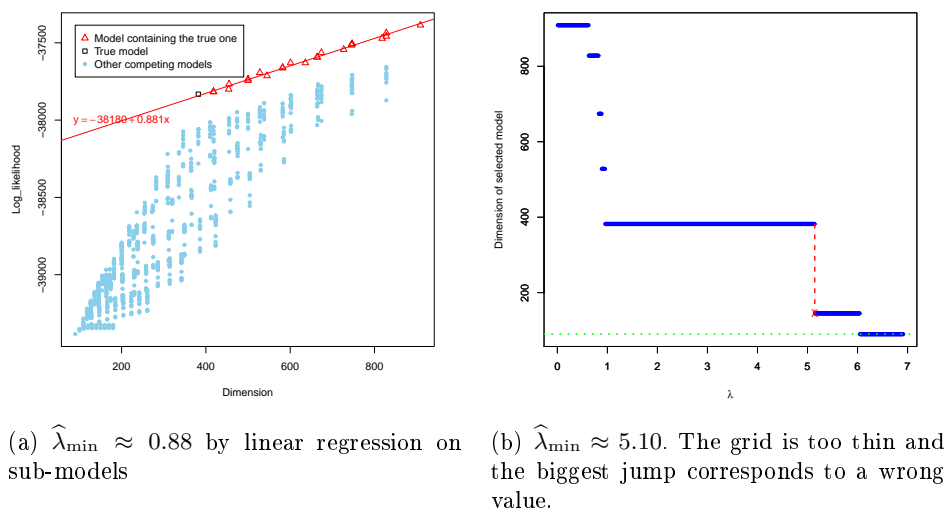 Model containing the true one
True model
Other competing models
y = −38180 + 0.881x
Log_likelihood
−37500
−38000
−38500
−39000
200
400
600
800
Dimension
Dimension of selected model
800
600
400
200
0
1
2
3
4
5
6
7
λ
(a) λ̂min ≈ 0.88 by linear regression on
sub-models
(b) λ̂min ≈ 5.10. The grid is too thin and
the biggest jump corresponds to a wrong
value.